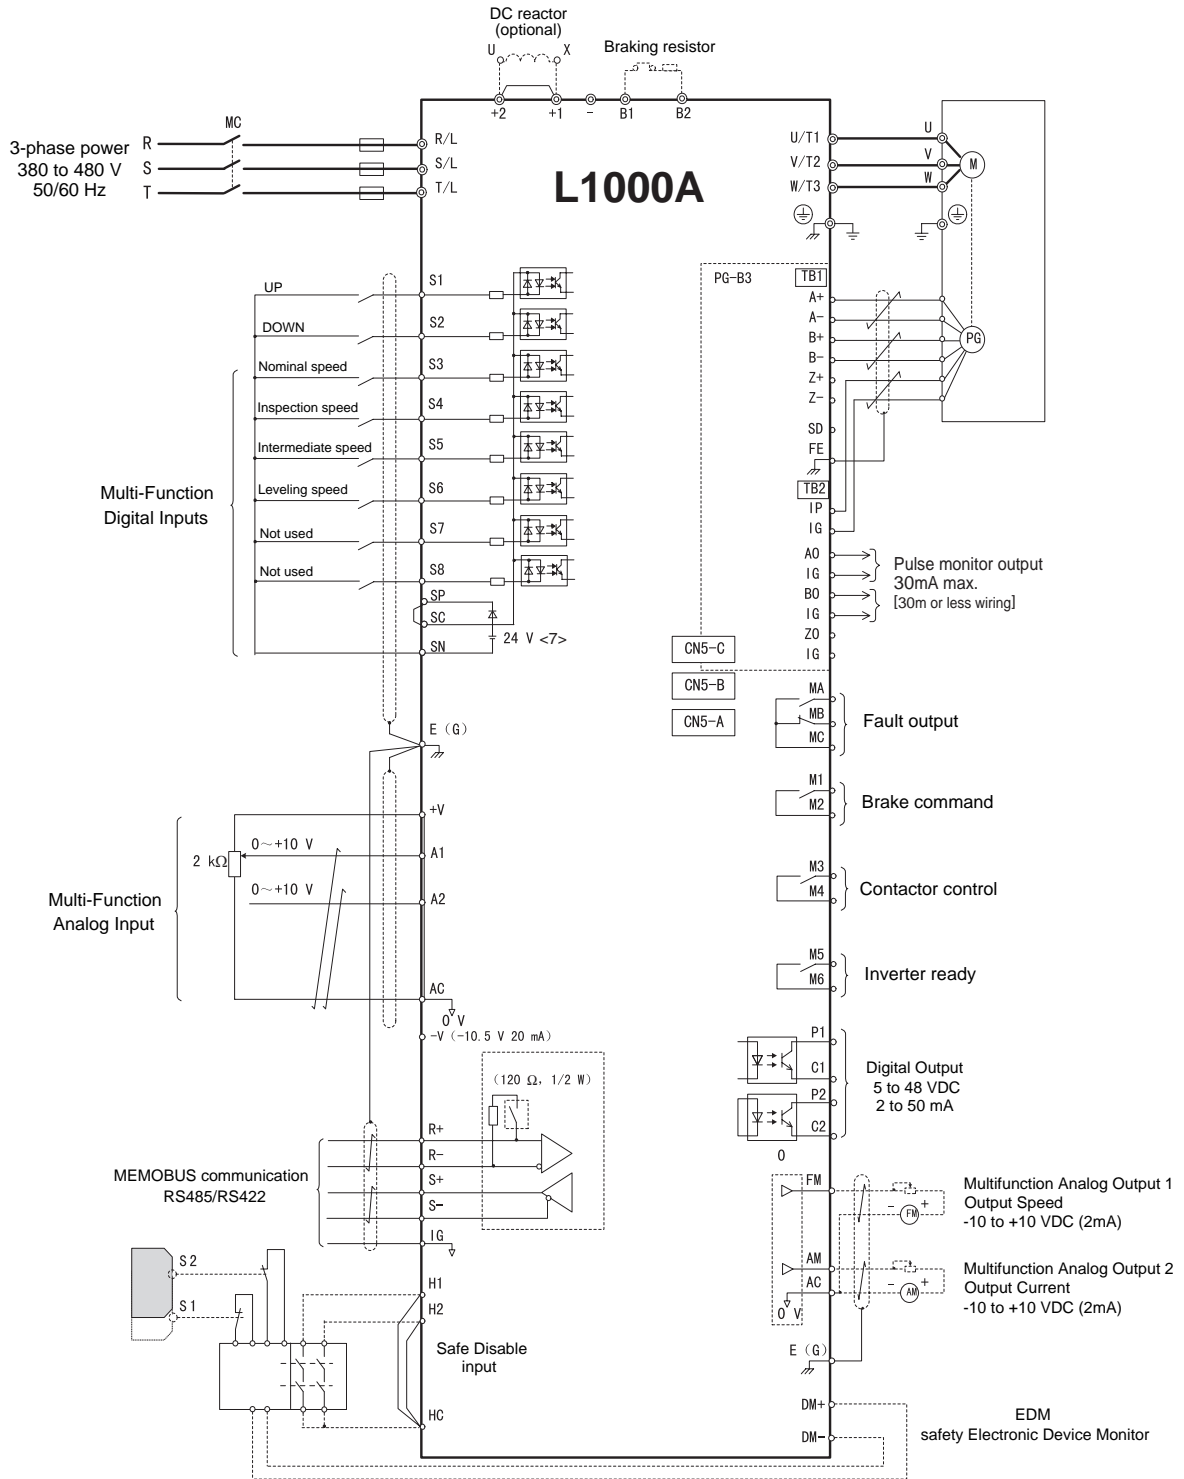 DC reactor
(optional)
U
X
Braking resistor
+2
+1
-
B1
B2
MC
3-phase power
380 to 480 V
50/60 Hz
R
S
T
R/L
S/L
T/L
L1000A
U/T1
V/T2
W/T3
U
V
W
M
PG-B3
TB1
A+
A-
B+
B-
Z+
Z-
SD
FE
PG
TB2
IP
IG
AO
IG
BO
IG
ZO
IG
Pulse monitor output
30mA max.
[30m or less wiring]
UP
S1
DOWN
S2
Nominal speed
S3
Inspection speed
S4
Intermediate speed
S5
Leveling speed
S6
Not used
S7
Not used
S8
Multi-Function
Digital Inputs
SP
SC
SN
24 V <7>
CN5-C
CN5-B
CN5-A
MA
MB
MC
Fault output
E (G)
M1
M2
Brake command
+V
2 kΩ
0~+10 V
A1
0~+10 V
A2
Multi-Function
Analog Input
AC
0 V
-V (-10.5 V 20 mA)
M3
M4
Contactor control
M5
M6
Inverter ready
P1
C1
P2
C2
0
Digital Output
5 to 48 VDC
2 to 50 mA
(120 Ω, 1/2 W)
R+
R-
S+
S-
IG
MEMOBUS communication
RS485/RS422
FM
FM
- +
Multifunction Analog Output 1
Output Speed
-10 to +10 VDC (2mA)
AM
AC
0 V
AM
- +
Multifunction Analog Output 2
Output Current
-10 to +10 VDC (2mA)
E (G)
S2
S1
H1
H2
Safe Disable
input
HC
DM+
DM-
EDM
safety Electronic Device Monitor